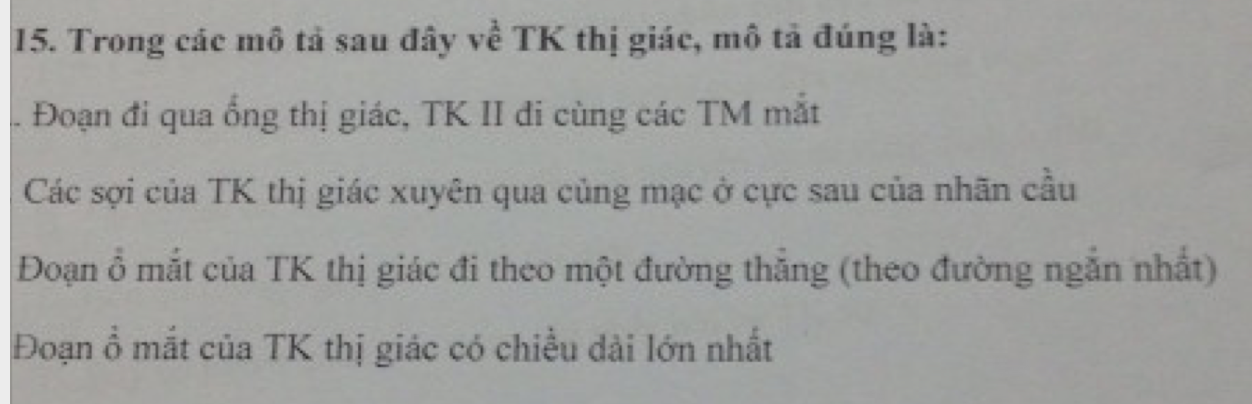 15. Trong các mô tả sau đây về TK thị giác, mô tả đúng là:
. Đoạn đi qua ống thị giác, TK II đi cùng các TM mắt
Các sợi của TK thị giác xuyên qua củng mạc ở cực sau của nhãn cầu
Đoạn ổ mắt của TK thị giác đi theo một đường thẳng (theo đường ngắn nhất)
Đoạn ổ mắt của TK thị giác có chiều dài lớn nhất